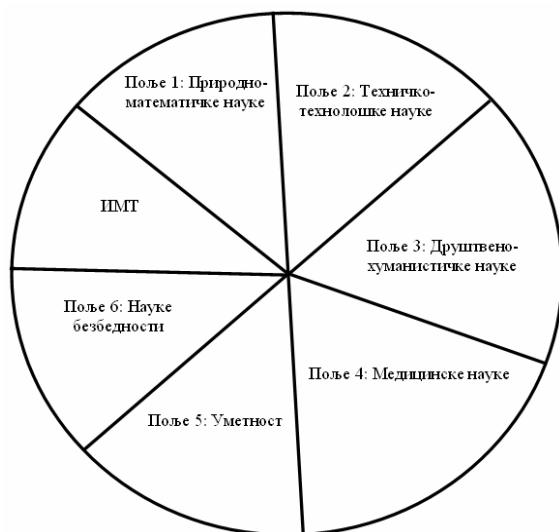 Поље 1: Природно-
математичке науке
Поље 2: Техничко-
технолошке науке
ИМТ
Поље 3: Друштвено-
хуманистичке науке
Поље 6: Науке
безбедности
Поље 4: Медицинске науке
Поље 5: Уметност